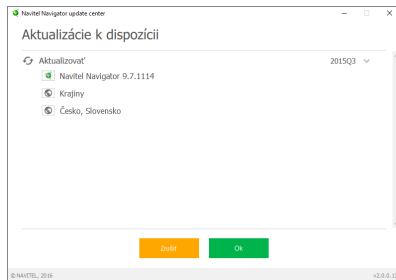 Navitel Navigator update center
Aktualizácie k dispozícii
Aktualizovať 2015Q3
Navitel Navigator 9.7.1114
Krajiny
Česko, Slovensko
Zrušiť Ok
© NAVITEL, 2016